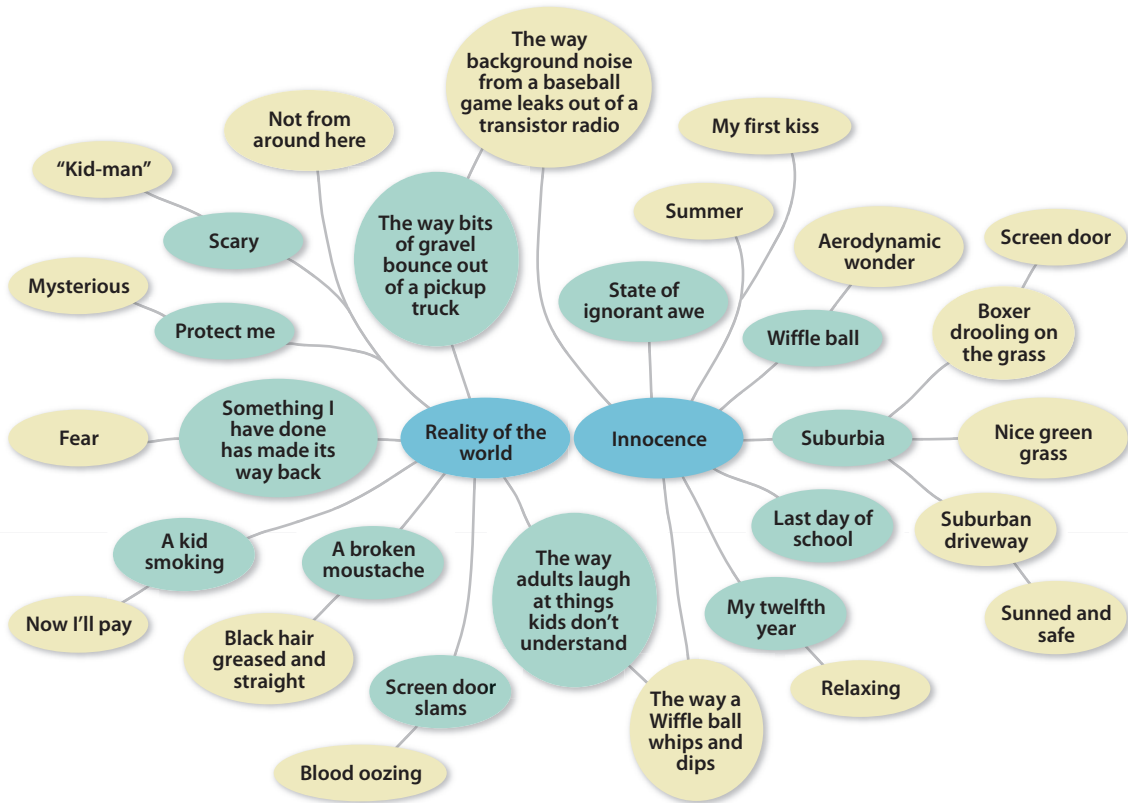 The way
background noise
from a baseball
game leaks out of a
transistor radio
Not from
around here
My first kiss
“Kid-man”
Summer
Scary
The way bits
of gravel
bounce out
of a pickup
truck
Aerodynamic
wonder
Screen door
Mysterious
State of
ignorant awe
Protect me
Wiffle ball
Boxer
drooling on
the grass
Fear
Something I
have done
has made its
way back
Reality of the
world
Innocence
Suburbia
Nice green
grass
A kid
smoking
A broken
moustache
The way
adults laugh
at things
kids don’t
understand
Last day of
school
Suburban
driveway
Now I’ll pay
Black hair
greased and
straight
My twelfth
year
Sunned and
safe
Screen door
slams
The way a
Wiffle ball
whips and
dips
Relaxing
Blood oozing